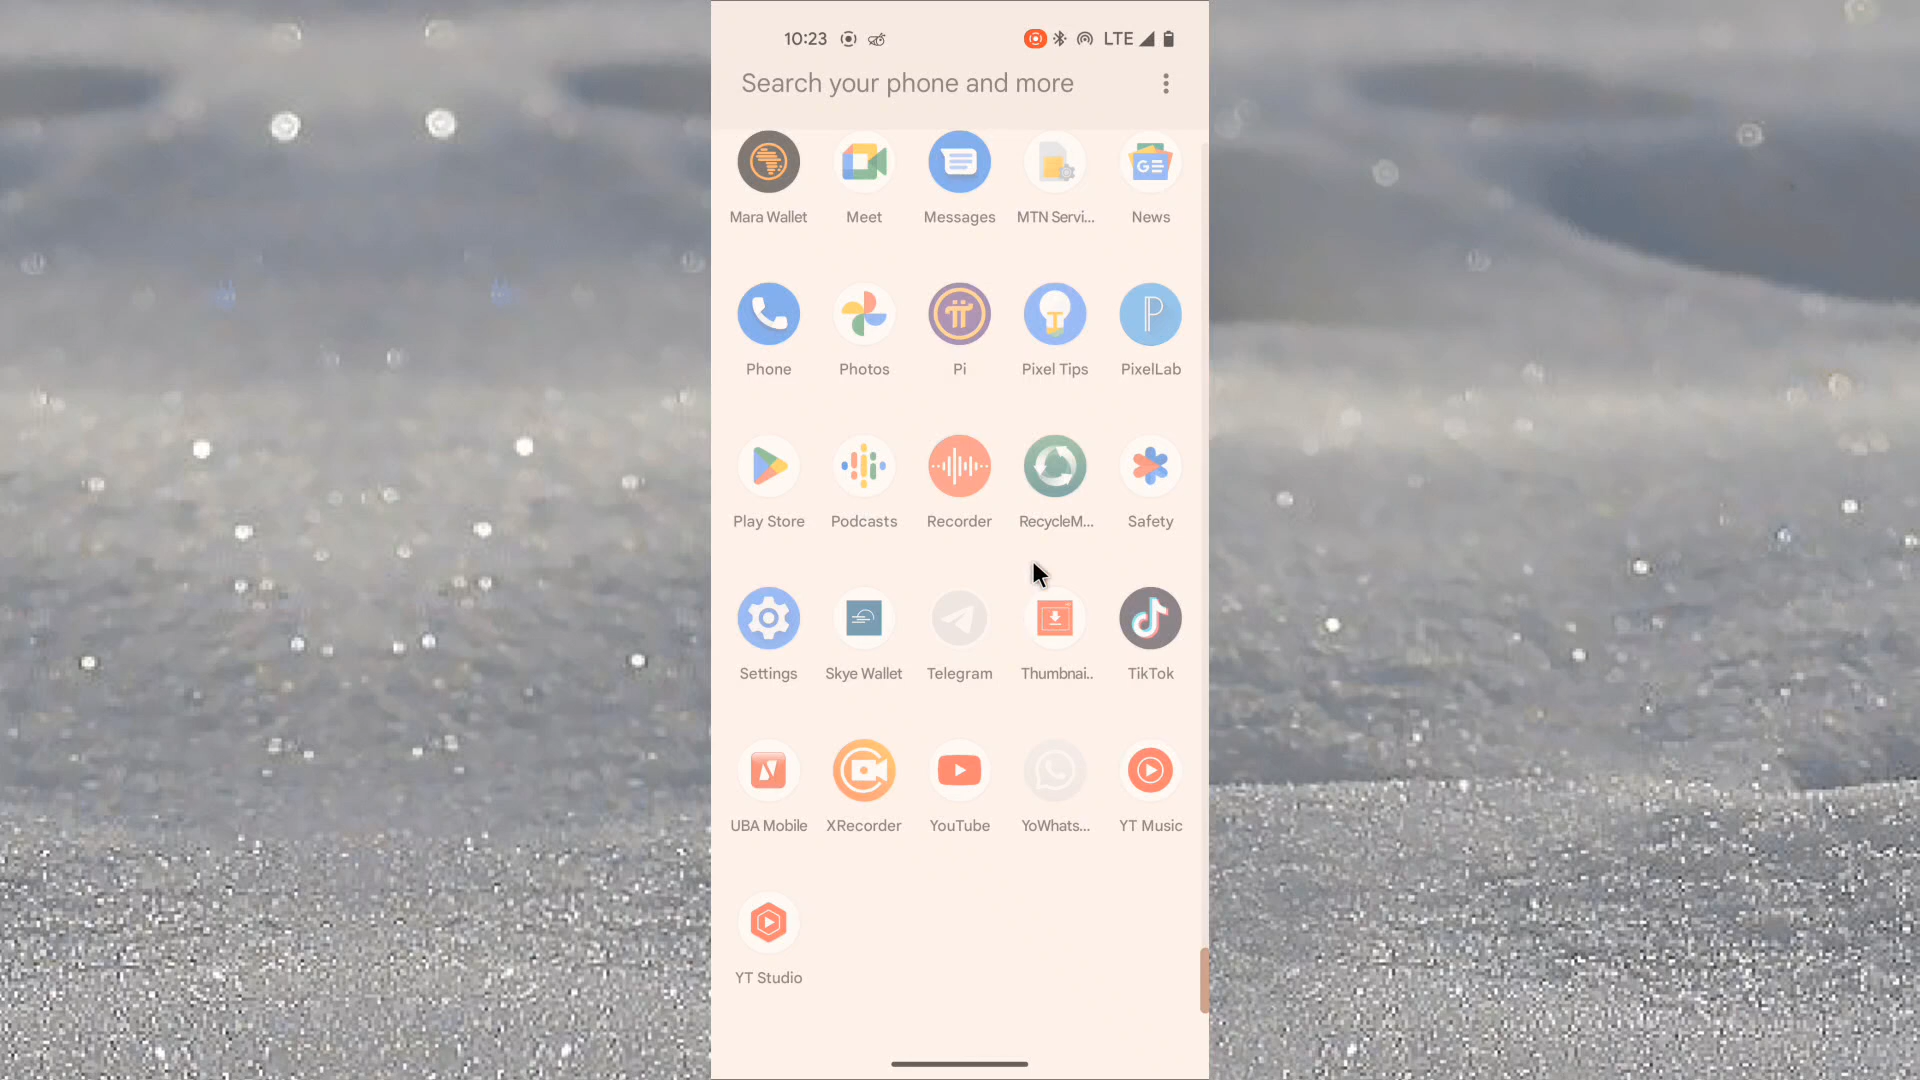 10:23 LTE
Search your phone and more
Mara Wallet Meet Messages MTN Servi... News
Phone Photos Pi Pixel Tips PixelLab
Play Store Podcasts Recorder RecycleM... Safety
Settings Skye Wallet Telegram Thumbnai.. TikTok
UBA Mobile XRecorder YouTube YoWhats... YT Music
YT Studio